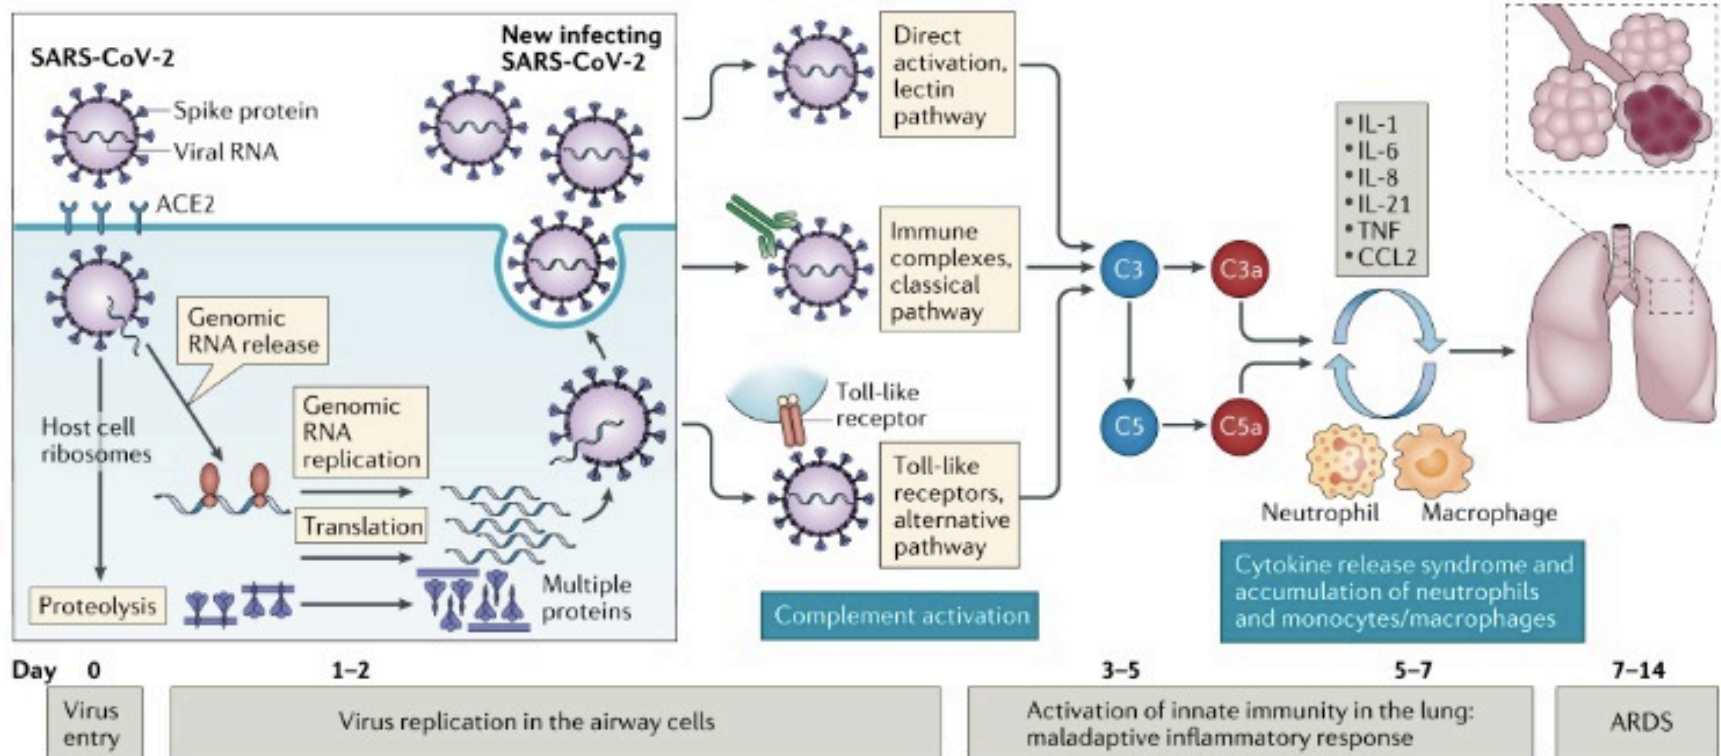 SARS-CoV-2
Spike protein
Viral RNA
ACE2
New infecting
SARS-CoV-2
Genomic
RNA release
Host cell
ribosomes
Genomic
RNA
replication
Translation
Proteolysis
Multiple
proteins
Direct
activation,
lectin
pathway
Immune
complexes,
classical
pathway
Toll-like
receptor
Toll-like
receptors,
alternative
pathway
Complement activation
C3
C3a
C5
C5a
• IL-1
• IL-6
• IL-8
• IL-21
• TNF
• CCL2
Neutrophil
Macrophage
Cytokine release syndrome and
accumulation of neutrophils
and monocytes/macrophages
Day 0 1–2 3–5 5–7 7–14
Virus
entry
Virus replication in the airway cells
Activation of innate immunity in the lung:
maladaptive inflammatory response
ARDS